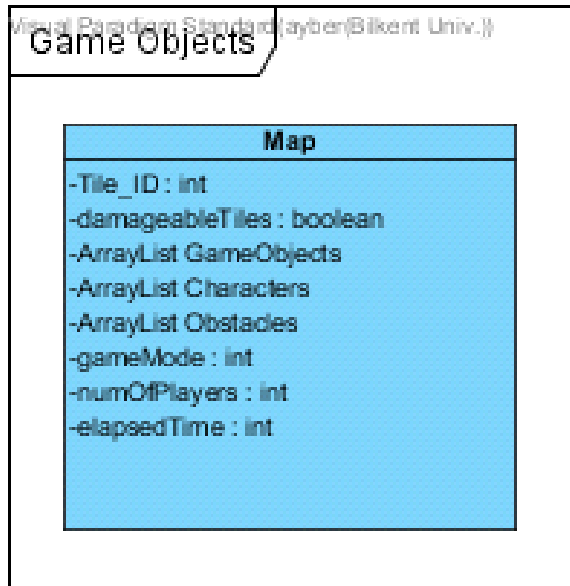 Visual Paradigm Standard(ayber(Bilkent Univ.))
Game Objects
Map
-Tile_ID : int
-damageableTiles : boolean
-ArrayList GameObjects
-ArrayList Characters
-ArrayList Obstacles
-gameMode : int
-numOfPlayers : int
-elapsedTime : int